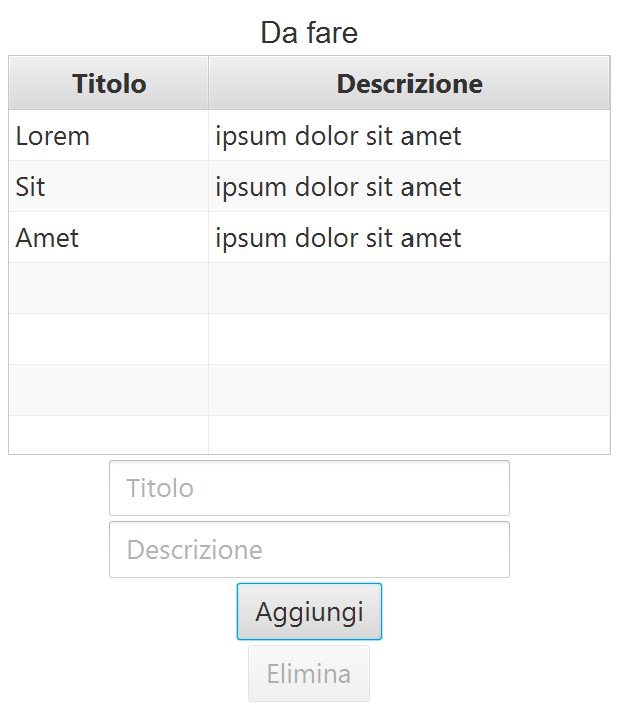 Da fare
Titolo Descrizione
Lorem ipsum dolor sit amet
Sit ipsum dolor sit amet
Amet ipsum dolor sit amet
Titolo
Descrizione
Aggiungi
Elimina